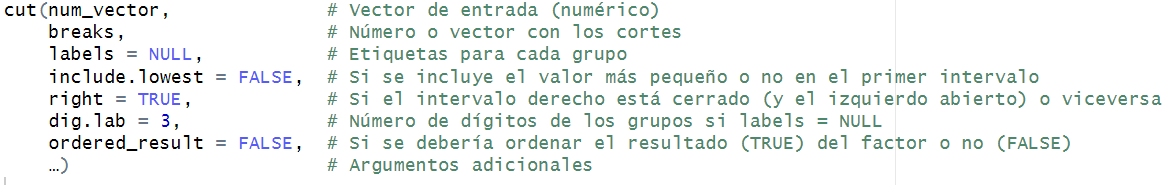 cut(num_vector, # Vector de entrada (numérico)
breaks, # Número o vector con los cortes
labels = NULL, # Etiquetas para cada grupo
include.lowest = FALSE, # Si se incluye el valor más pequeño o no en el primer intervalo
right = TRUE, # Si el intervalo derecho está cerrado (y el izquierdo abierto) o viceversa
dig.lab = 3, # Número de dígitos de los grupos si labels = NULL
ordered_result = FALSE, # Si se debería ordenar el resultado (TRUE) del factor o no (FALSE)
…) # Argumentos adicionales